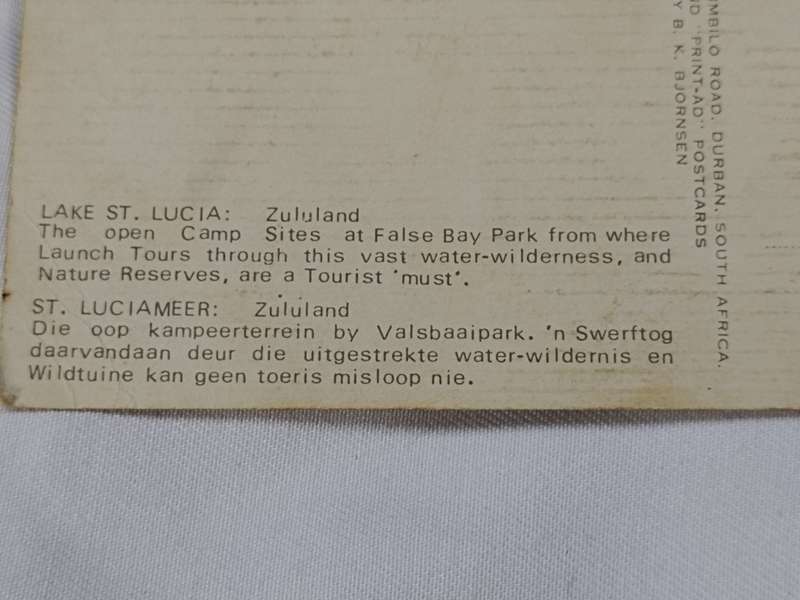 LAKE ST. LUCIA: Zululand
The open Camp Sites at False Bay Park from where
Launch Tours through this vast water-wilderness, and
Nature Reserves, are a Tourist 'must'.
ST. LUCIAMEER: Zululand
Die oop kampeerterrein by Valsbaaipark. 'n Swerftog
daarvandaan deur die uitgestrekte water-wildernis en
Wildtuine kan geen toeris misloop nie.
ROAD, DURBAN, SOUTH AFRICA.
"PRINT-AD" POSTCARDS
B. K. BJORNSEN